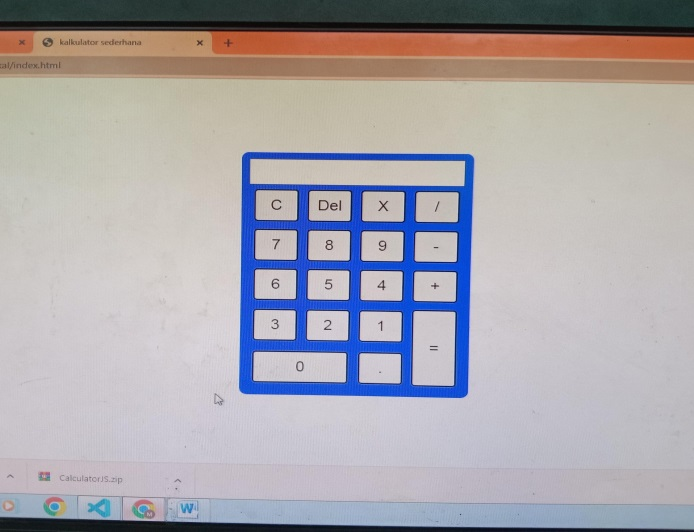 kalkulator sederhana
al/index.html
C Del X /
7 8 9 -
6 5 4 +
3 2 1 =
0 .
CalculatorJS.zip
W